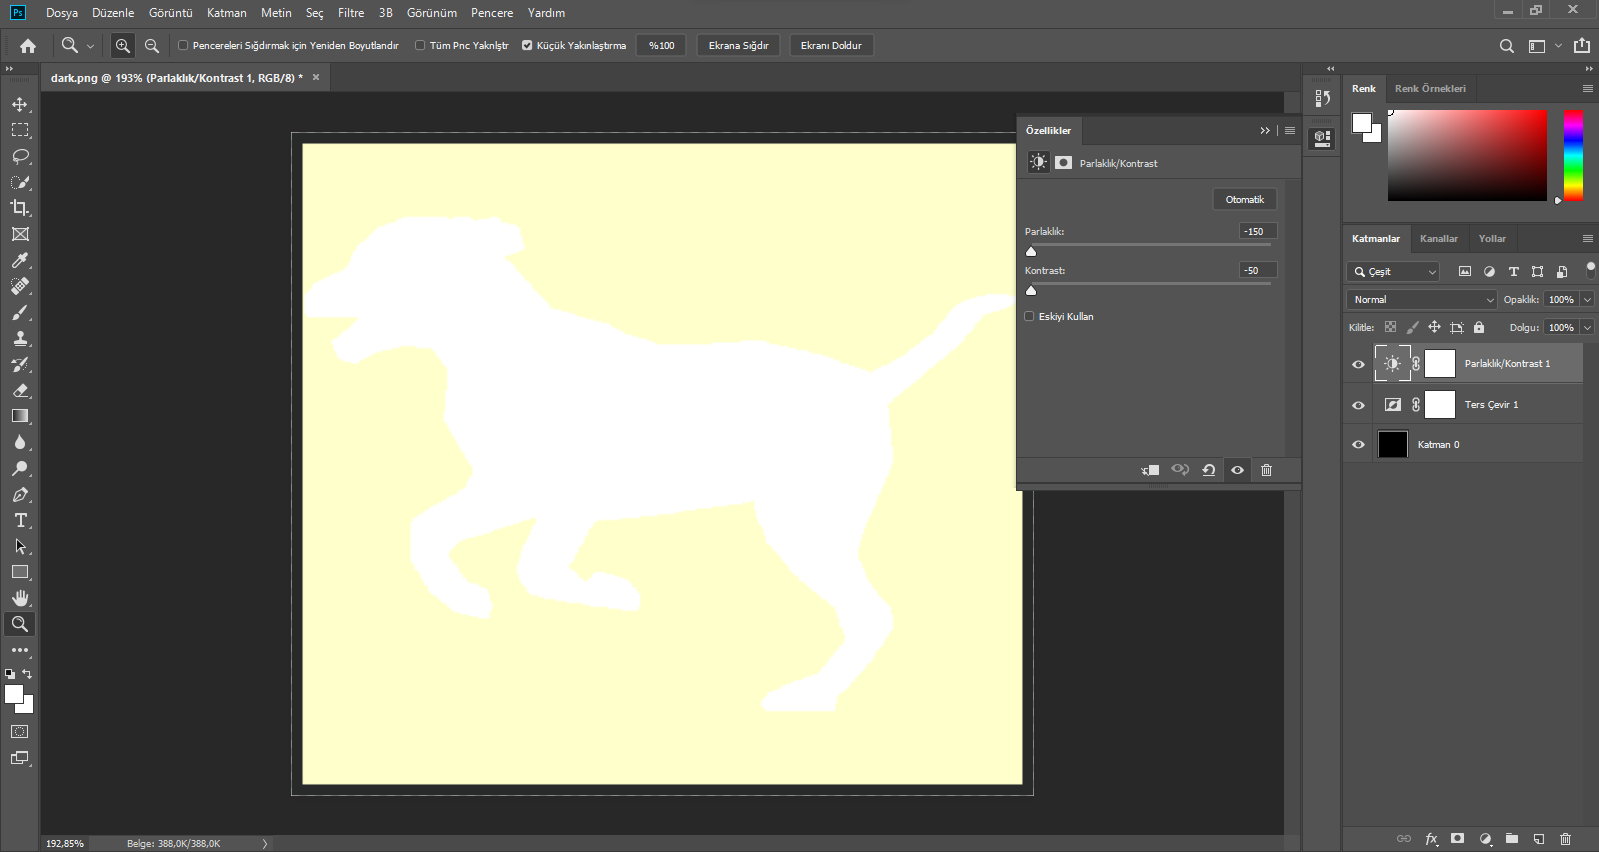 Ps Dosya Düzenle Görüntü Katman Metin Seç Filtre 3B Görünüm Pencere Yardım
Pencereleri Sığdırmak için Yeniden Boyutlandır Tüm Pnc Yaknlştr Küçük Yakınlaştırma %100 Ekrana Sığdır Ekranı Doldur
dark.png @ 193% (Parlaklık/Kontrast 1, RGB/8) *
Özellikler
Parlaklık/Kontrast
Otomatik
Parlaklık: -150
Kontrast: -50
Eskiyi Kullan
Renk Renk Örnekleri
Katmanlar Kanallar Yollar
Çeşit
Normal Opaklık: 100%
Kilitle: Dolgu: 100%
Parlaklık/Kontrast 1
Ters Çevir 1
Katman 0
192,85% Belge: 388,0K/388,0K
fx